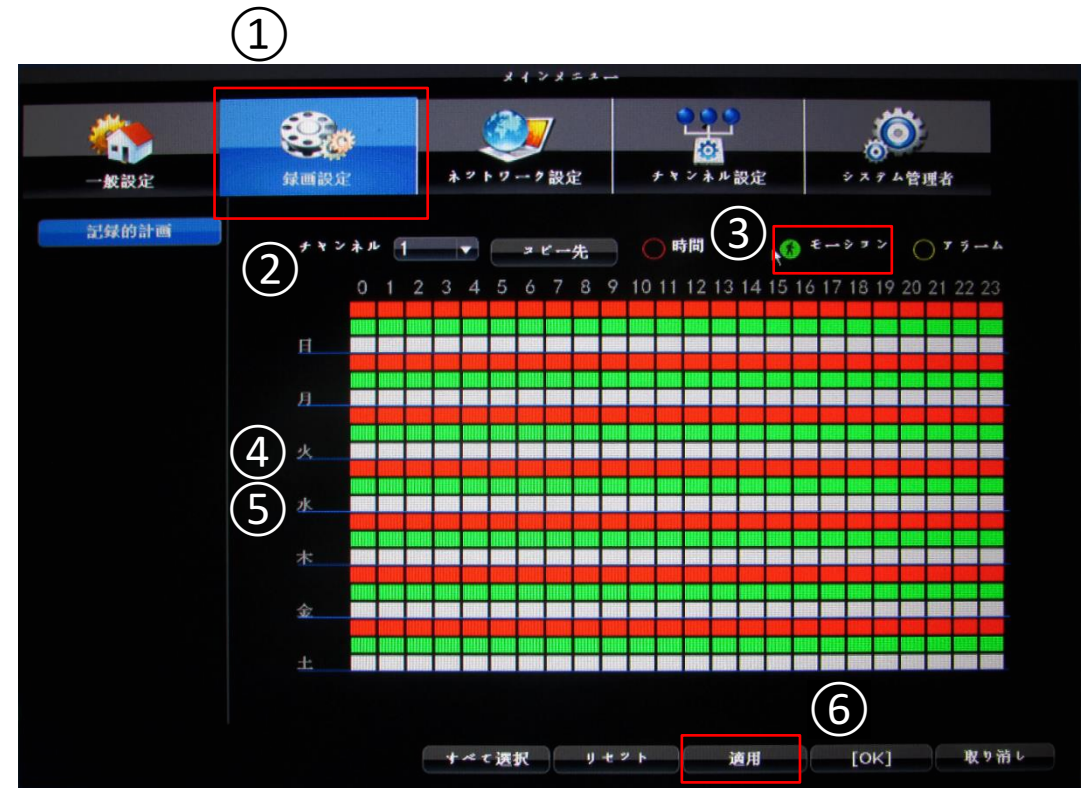 ①
メインメニュー
一般設定 録画設定 ネットワーク設定 チャンネル設定 システム管理者
記録的計画
② チャンネル 1 コピー先 時間 ③ モーション アラーム
0 1 2 3 4 5 6 7 8 9 10 11 12 13 14 15 16 17 18 19 20 21 22 23
日
月
④ 火
⑤ 水
木
金
土
⑥
すべて選択 リセット 適用 [OK] 取り消し